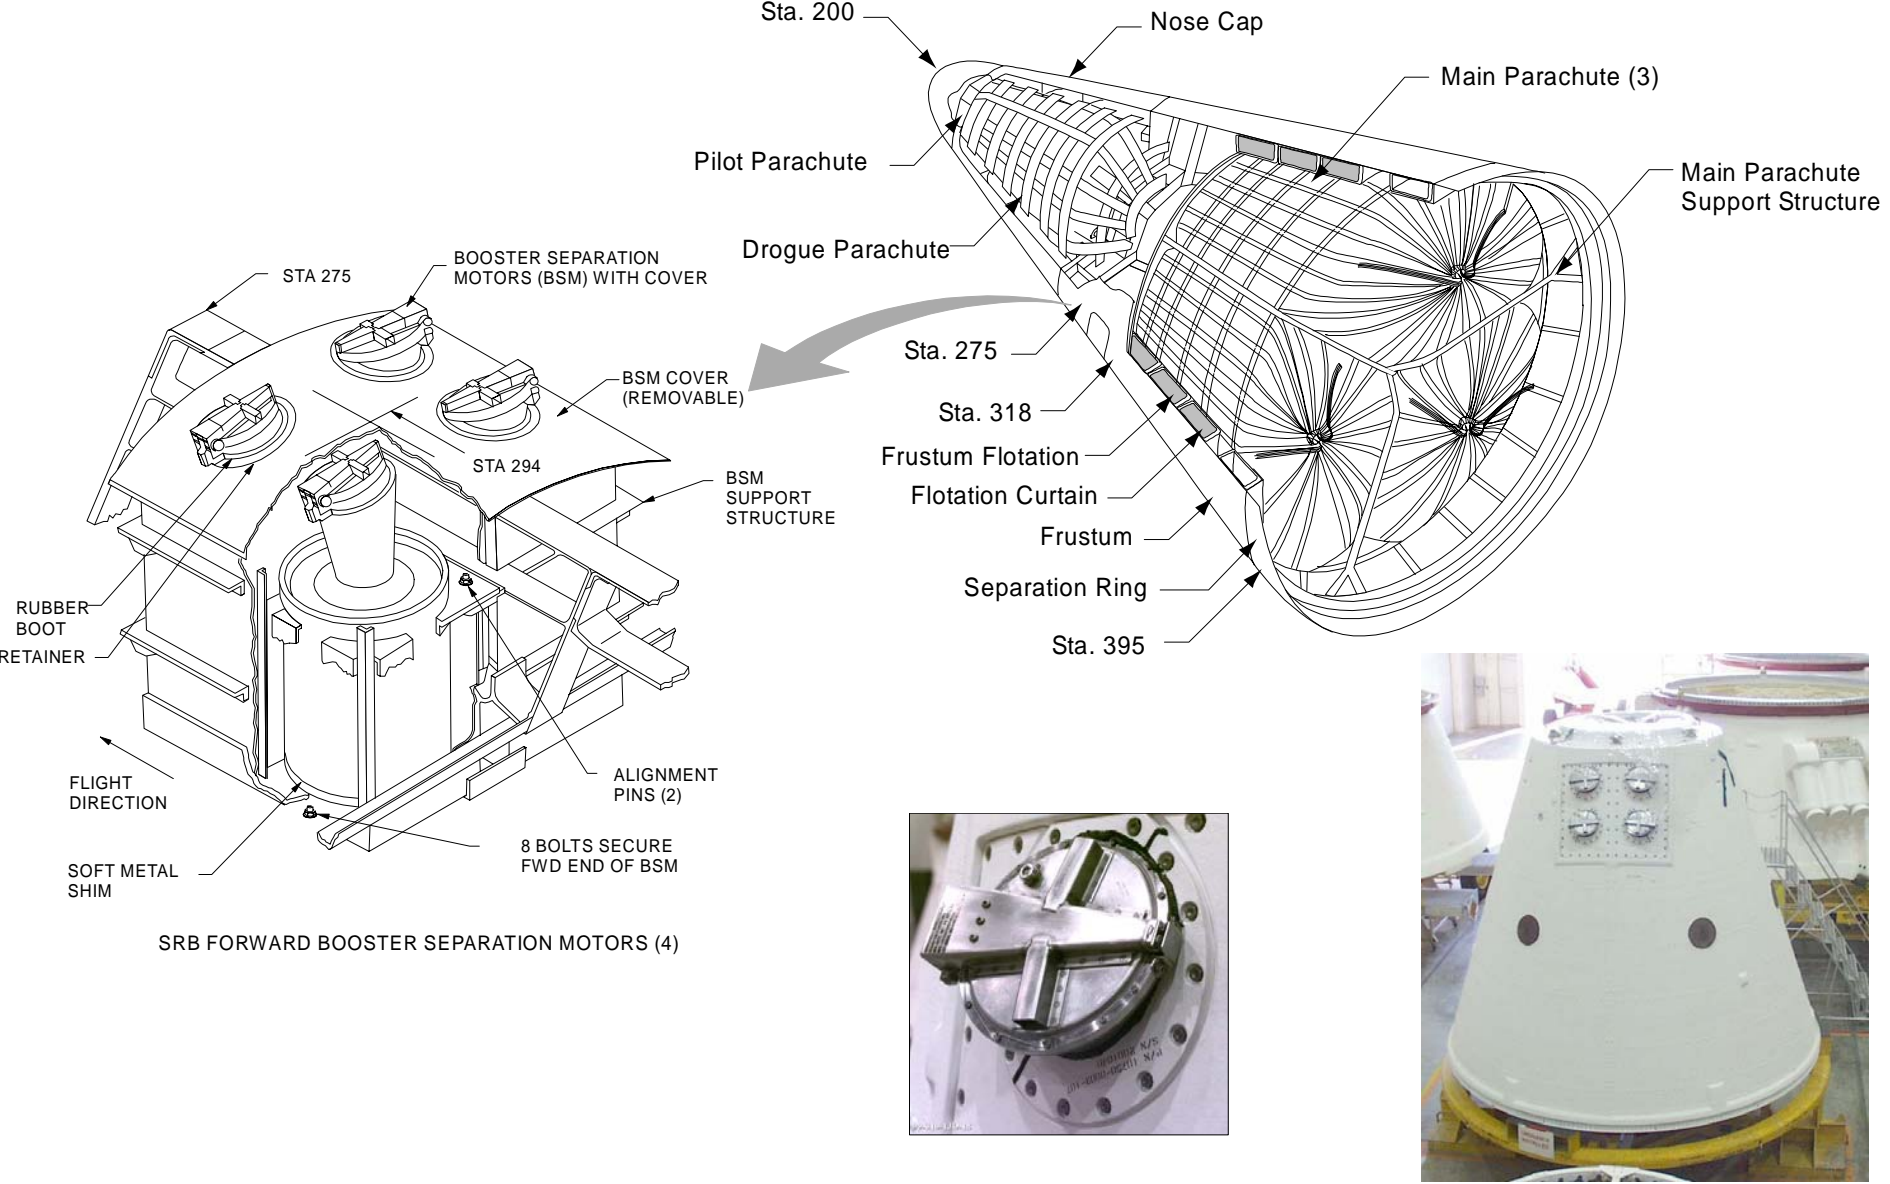 Sta. 200
Nose Cap
Main Parachute (3)
Pilot Parachute
Main Parachute
Support Structure
Drogue Parachute
BOOSTER SEPARATION
MOTORS (BSM) WITH COVER
STA 275
Sta. 275
BSM COVER
(REMOVABLE)
Sta. 318
STA 294
Frustum Flotation
BSM
SUPPORT
STRUCTURE
Flotation Curtain
Frustum
Separation Ring
RUBBER
BOOT
Sta. 395
RETAINER
FLIGHT
DIRECTION
ALIGNMENT
PINS (2)
8 BOLTS SECURE
FWD END OF BSM
SOFT METAL
SHIM
SRB FORWARD BOOSTER SEPARATION MOTORS (4)